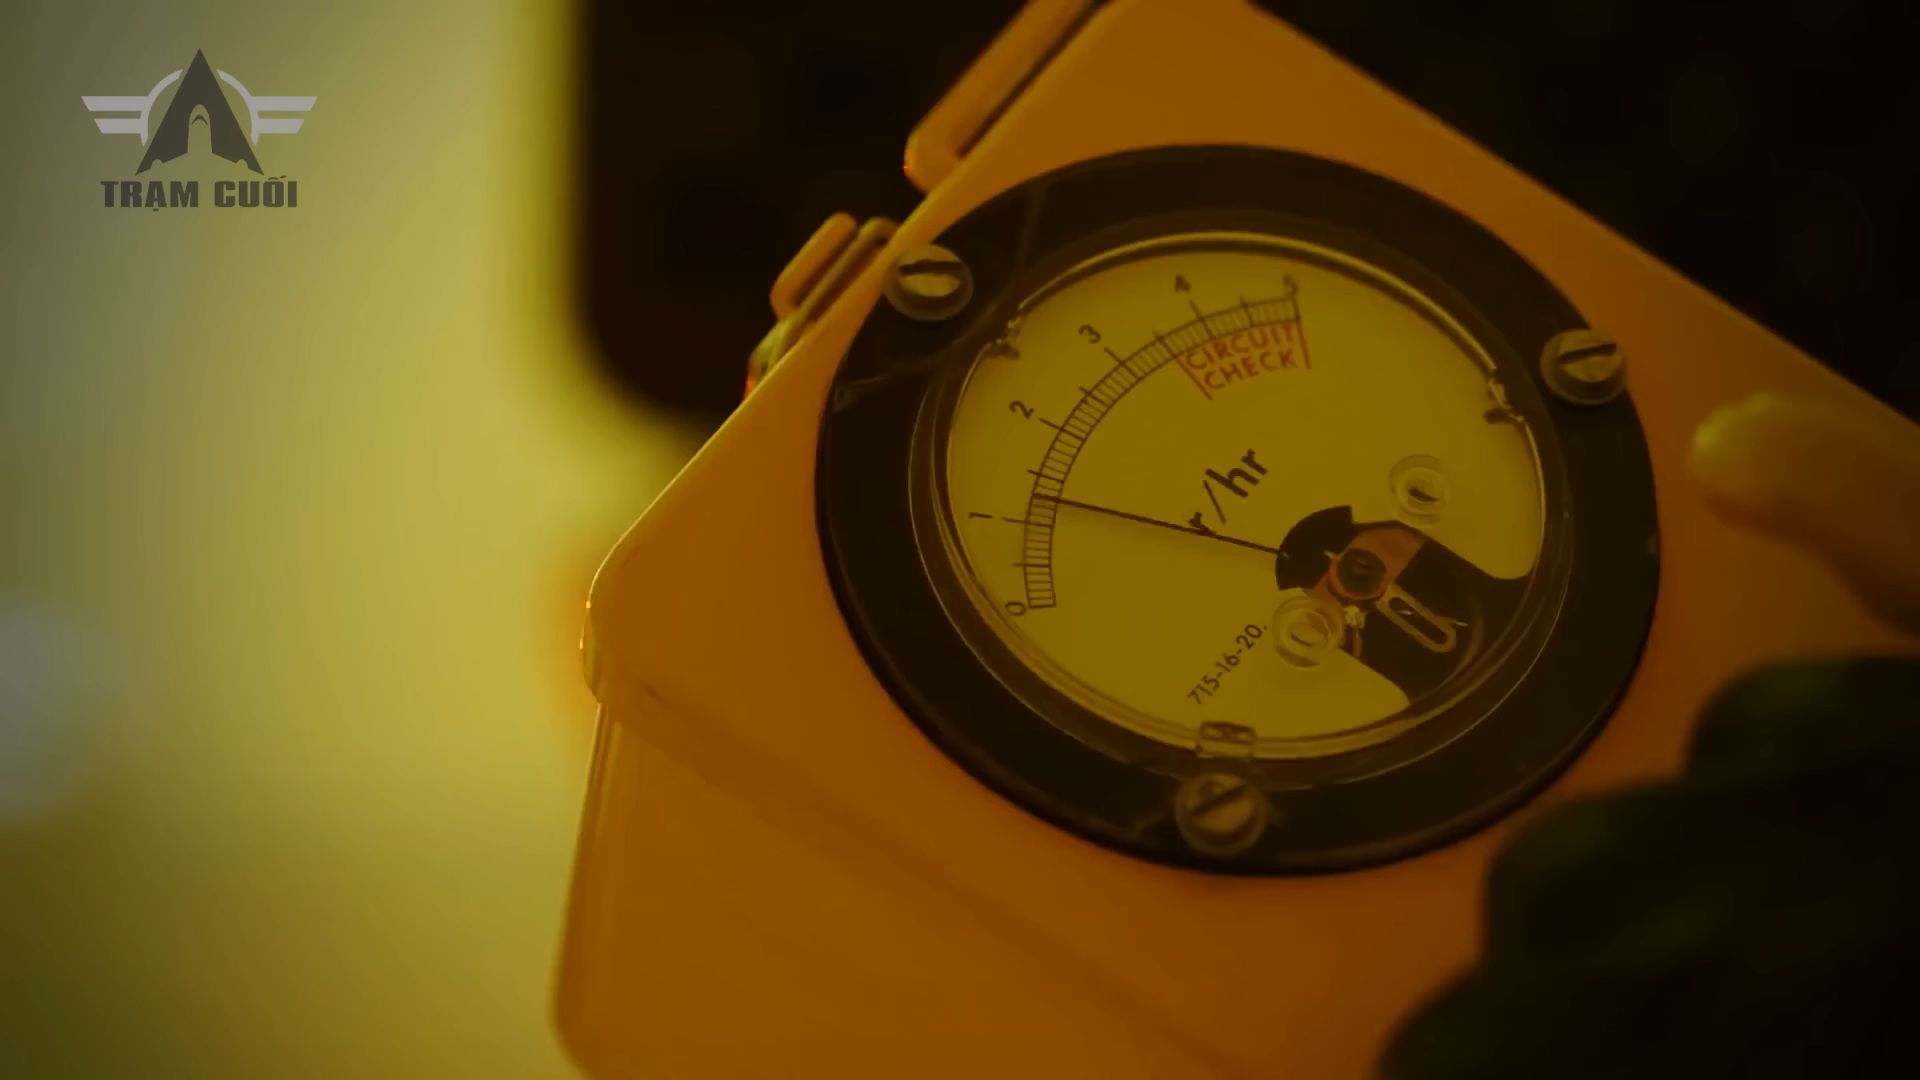 TRẠM CUỐI
0 1 2 3 4 5
CIRCUIT
CHECK
r/hr
715-16-20.